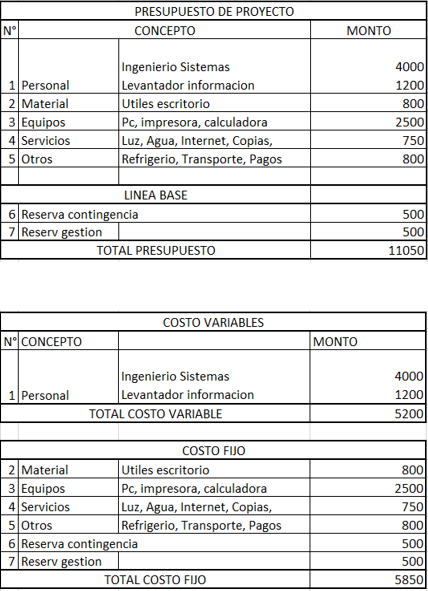 PRESUPUESTO DE PROYECTO
N° CONCEPTO MONTO
Ingenierio Sistemas 4000
1 Personal Levantador informacion 1200
2 Material Utiles escritorio 800
3 Equipos Pc, impresora, calculadora 2500
4 Servicios Luz, Agua, Internet, Copias, 750
5 Otros Refrigerio, Transporte, Pagos 800
LINEA BASE
6 Reserva contingencia 500
7 Reserv gestion 500
TOTAL PRESUPUESTO 11050
COSTO VARIABLES
N° CONCEPTO MONTO
Ingenierio Sistemas 4000
1 Personal Levantador informacion 1200
TOTAL COSTO VARIABLE 5200
COSTO FIJO
2 Material Utiles escritorio 800
3 Equipos Pc, impresora, calculadora 2500
4 Servicios Luz, Agua, Internet, Copias, 750
5 Otros Refrigerio, Transporte, Pagos 800
6 Reserva contingencia 500
7 Reserv gestion 500
TOTAL COSTO FIJO 5850